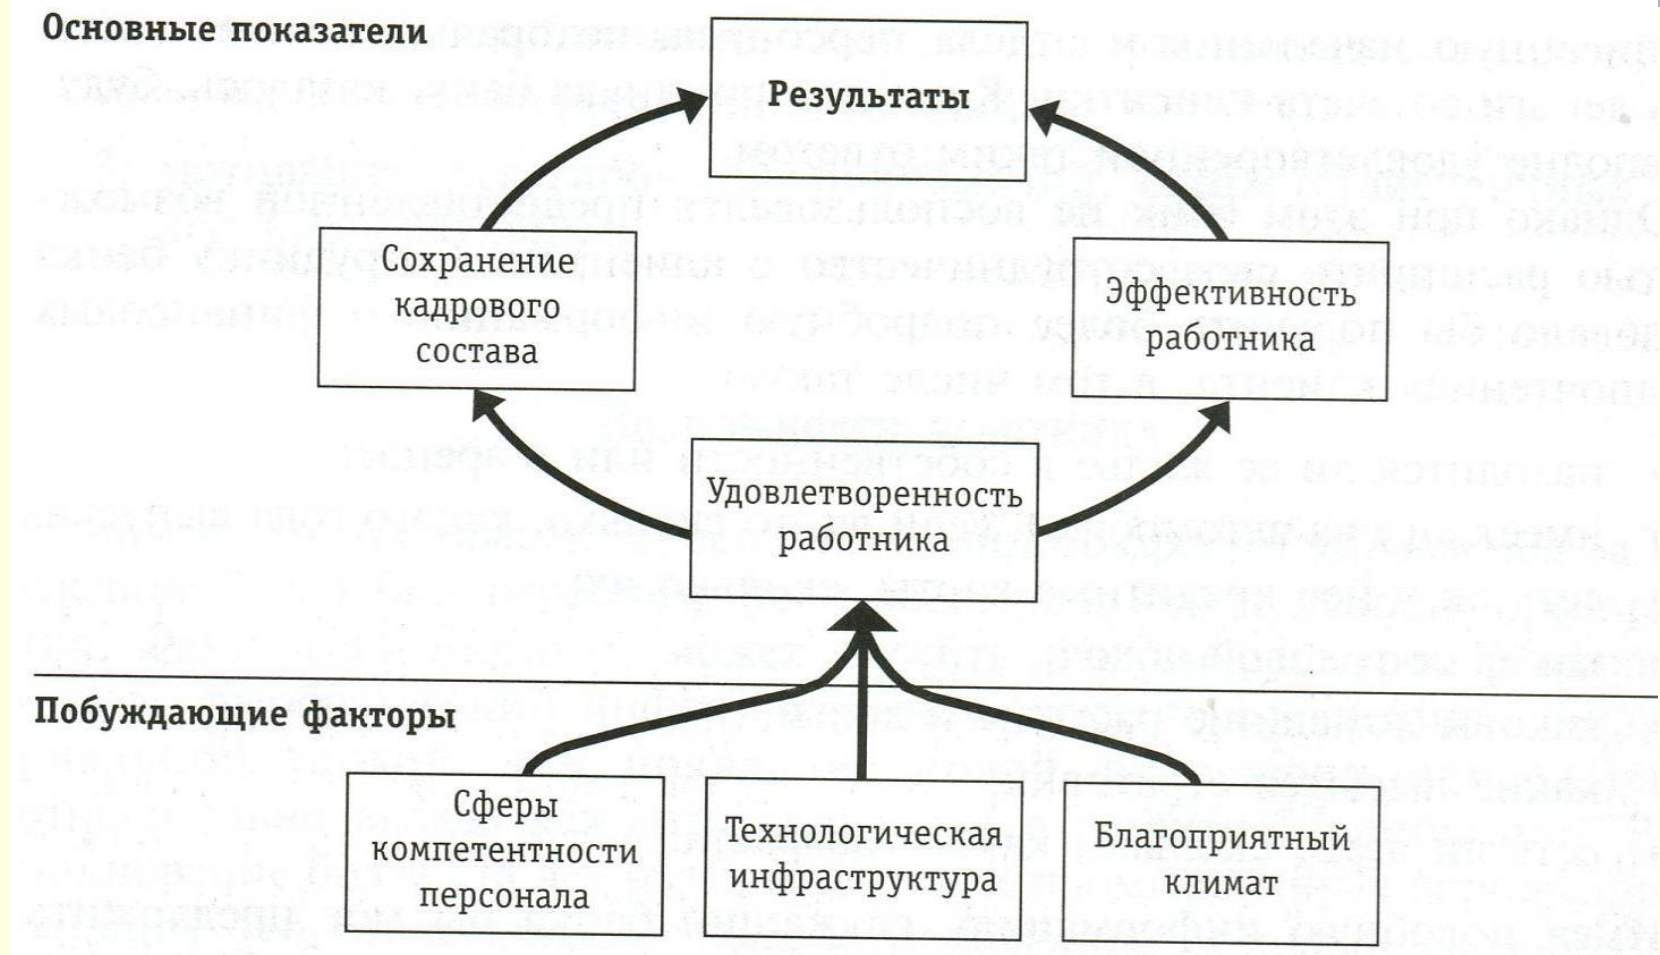 Основные показатели
Результаты
Сохранение
кадрового
состава
Эффективность
работника
Удовлетворенность
работника
Побуждающие факторы
Сферы
компетентности
персонала
Технологическая
инфраструктура
Благоприятный
климат